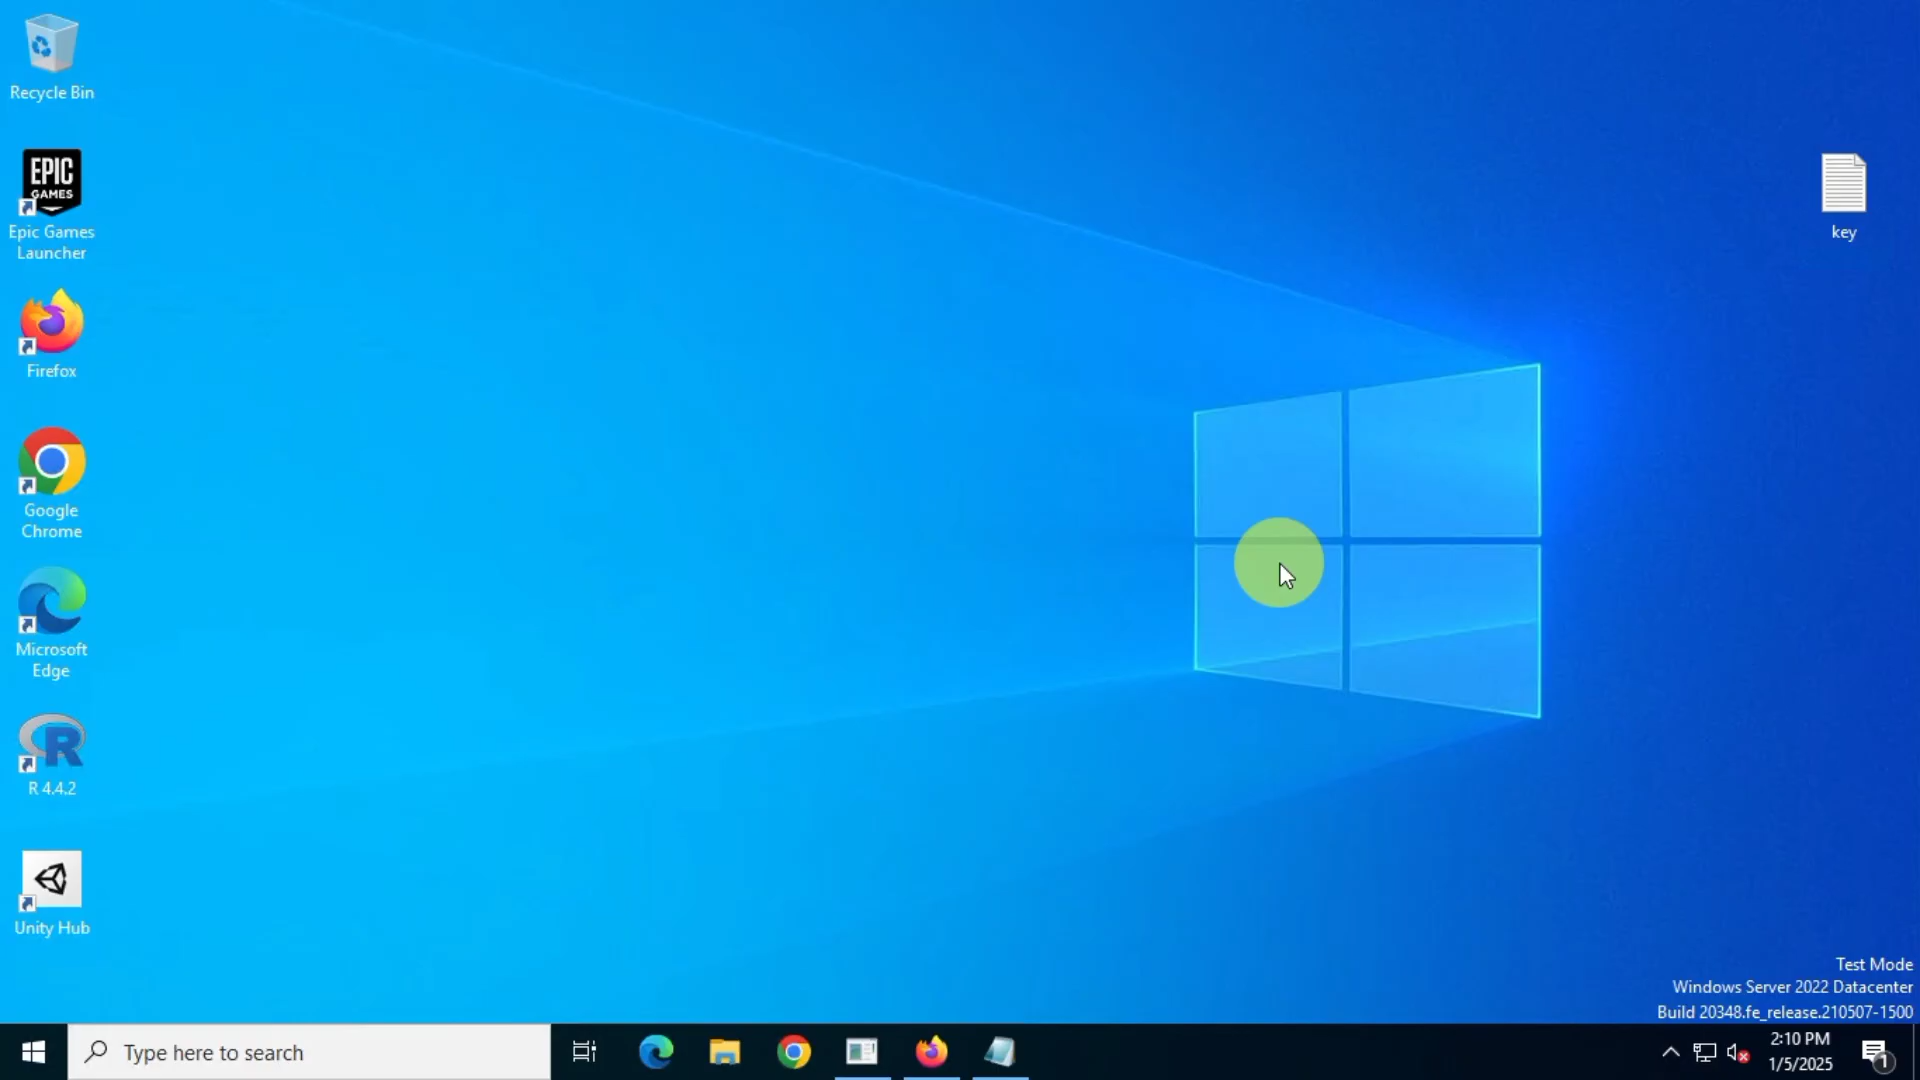 Recycle Bin
EPIC
GAMES
Epic Games
Launcher
Firefox
Google
Chrome
Microsoft
Edge
R
R 4.4.2
Unity Hub
key
Test Mode
Windows Server 2022 Datacenter
Build 20348.fe_release.210507-1500
Type here to search
2:10 PM
1/5/2025
1